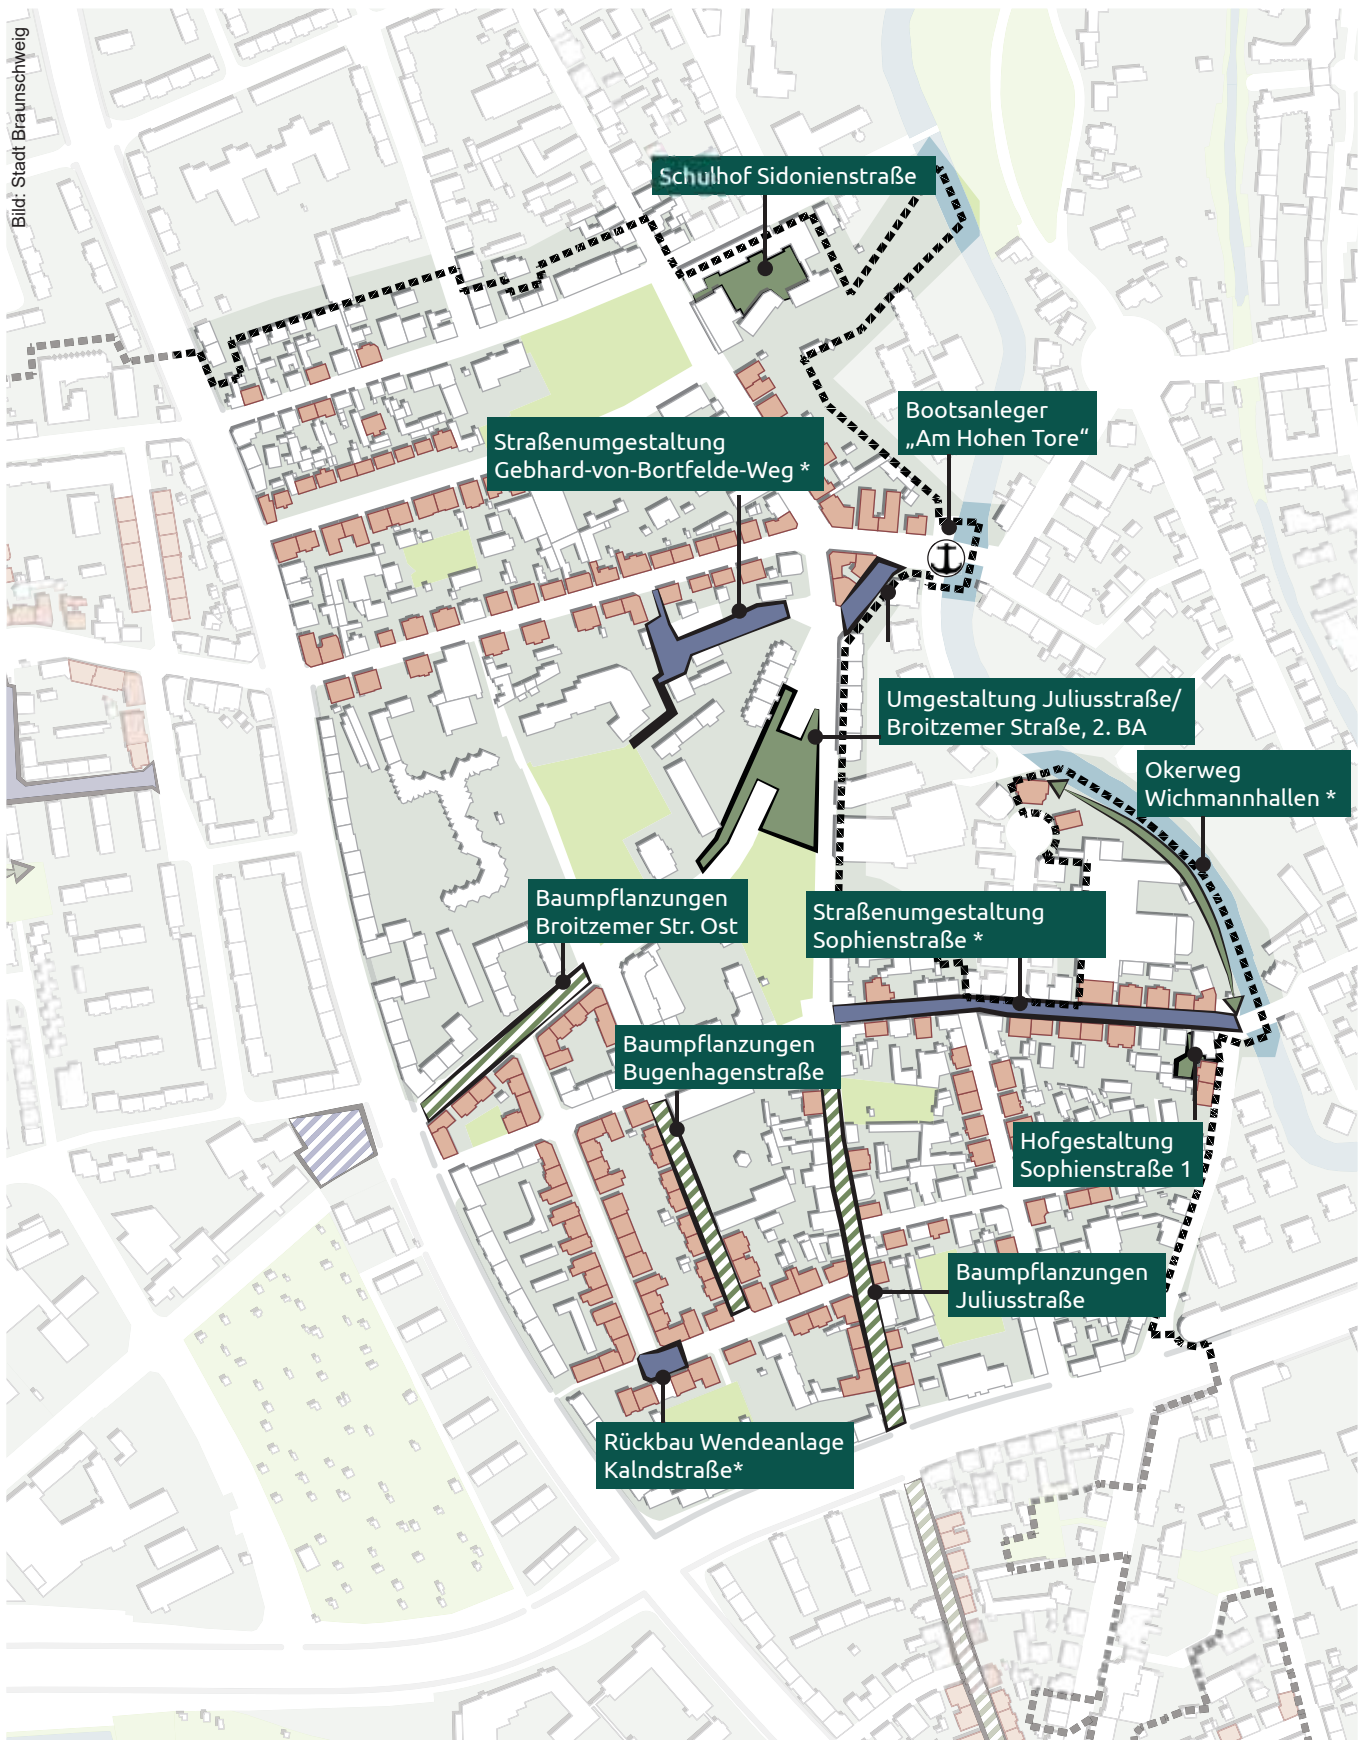 Bild: Stadt Braunschweig
Schulhof Sidonienstraße
Bootsanleger
„Am Hohen Tore“
Straßenumgestaltung
Gebhard-von-Bortfelde-Weg *
Umgestaltung Juliusstraße/
Broitzemer Straße, 2. BA
Okerweg
Wichmannhallen *
Baumpflanzungen
Broitzemer Str. Ost
Straßenumgestaltung
Sophienstraße *
Baumpflanzungen
Bugenhagenstraße
Hofgestaltung
Sophienstraße 1
Baumpflanzungen
Juliusstraße
Rückbau Wendeanlage
Kalndstraße*